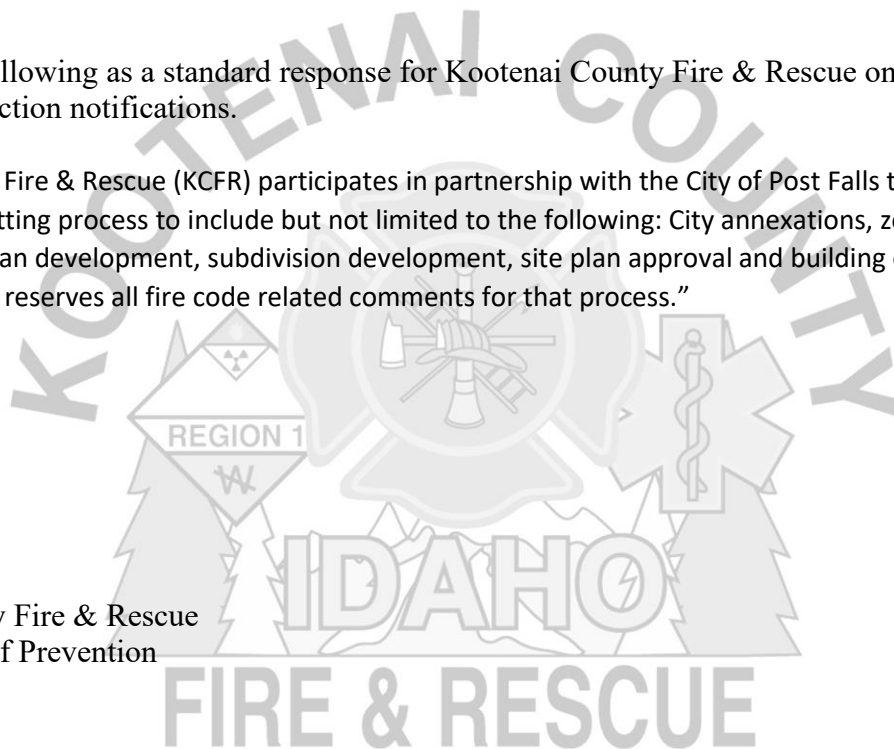 KOOTENAI COUNTY
llowing as a standard response for Kootenai County Fire & Rescue on
ction notifications.
Fire & Rescue (KCFR) participates in partnership with the City of Post Falls t
tting process to include but not limited to the following: City annexations, z
an development, subdivision development, site plan approval and building
reserves all fire code related comments for that process.”
REGION 1
IDAHO
y Fire & Rescue
f Prevention
FIRE & RESCUE